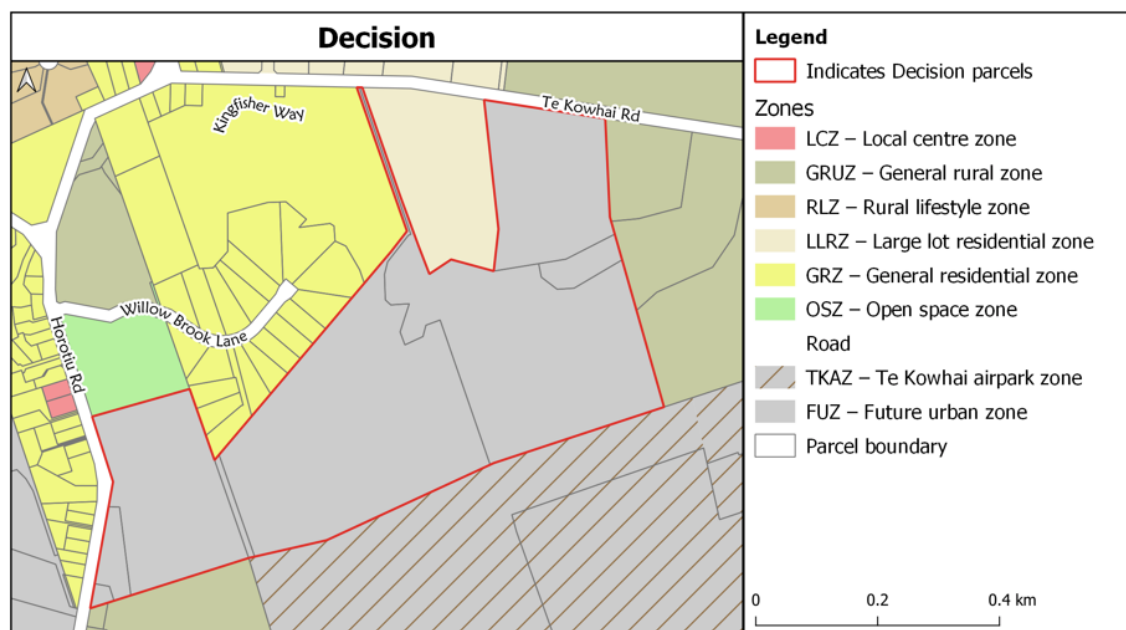 Decision
Kingfisher Way
Te Kowhai Rd
Willow Brook Lane
Horotiu Rd
Legend
Indicates Decision parcels
Zones
LCZ – Local centre zone
GRUZ – General rural zone
RLZ – Rural lifestyle zone
LLRZ – Large lot residential zone
GRZ – General residential zone
OSZ – Open space zone
Road
TKAZ – Te Kowhai airpark zone
FUZ – Future urban zone
Parcel boundary
0 0.2 0.4 km